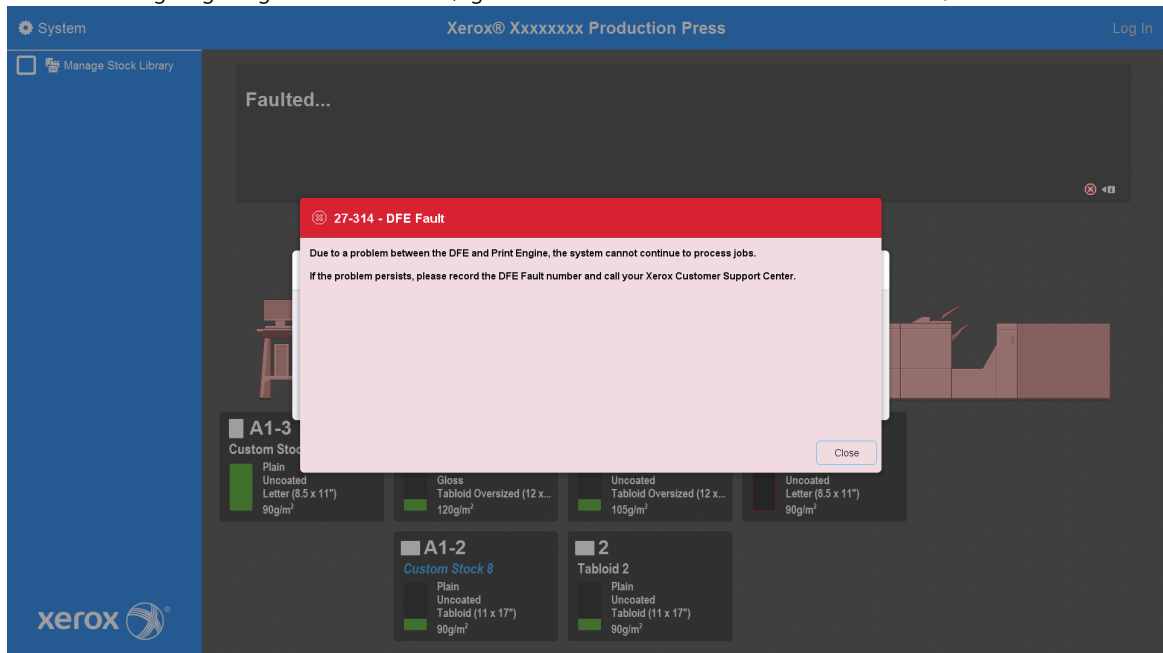 System
Xerox® Xxxxxxxx Production Press
Log In
Manage Stock Library
Faulted...
27-314 - DFE Fault
Due to a problem between the DFE and Print Engine, the system cannot continue to process jobs.
If the problem persists, please record the DFE Fault number and call your Xerox Customer Support Center.
Close
A1-3
Custom Stoc
Plain
Uncoated
Letter (8.5 x 11")
90g/m²
Gloss
Tabloid Oversized (12 x...
120g/m²
Uncoated
Tabloid Oversized (12 x...
105g/m²
Uncoated
Letter (8.5 x 11")
90g/m²
A1-2
Custom Stock 8
Plain
Uncoated
Tabloid (11 x 17")
90g/m²
2
Tabloid 2
Plain
Uncoated
Tabloid (11 x 17")
90g/m²
xerox®